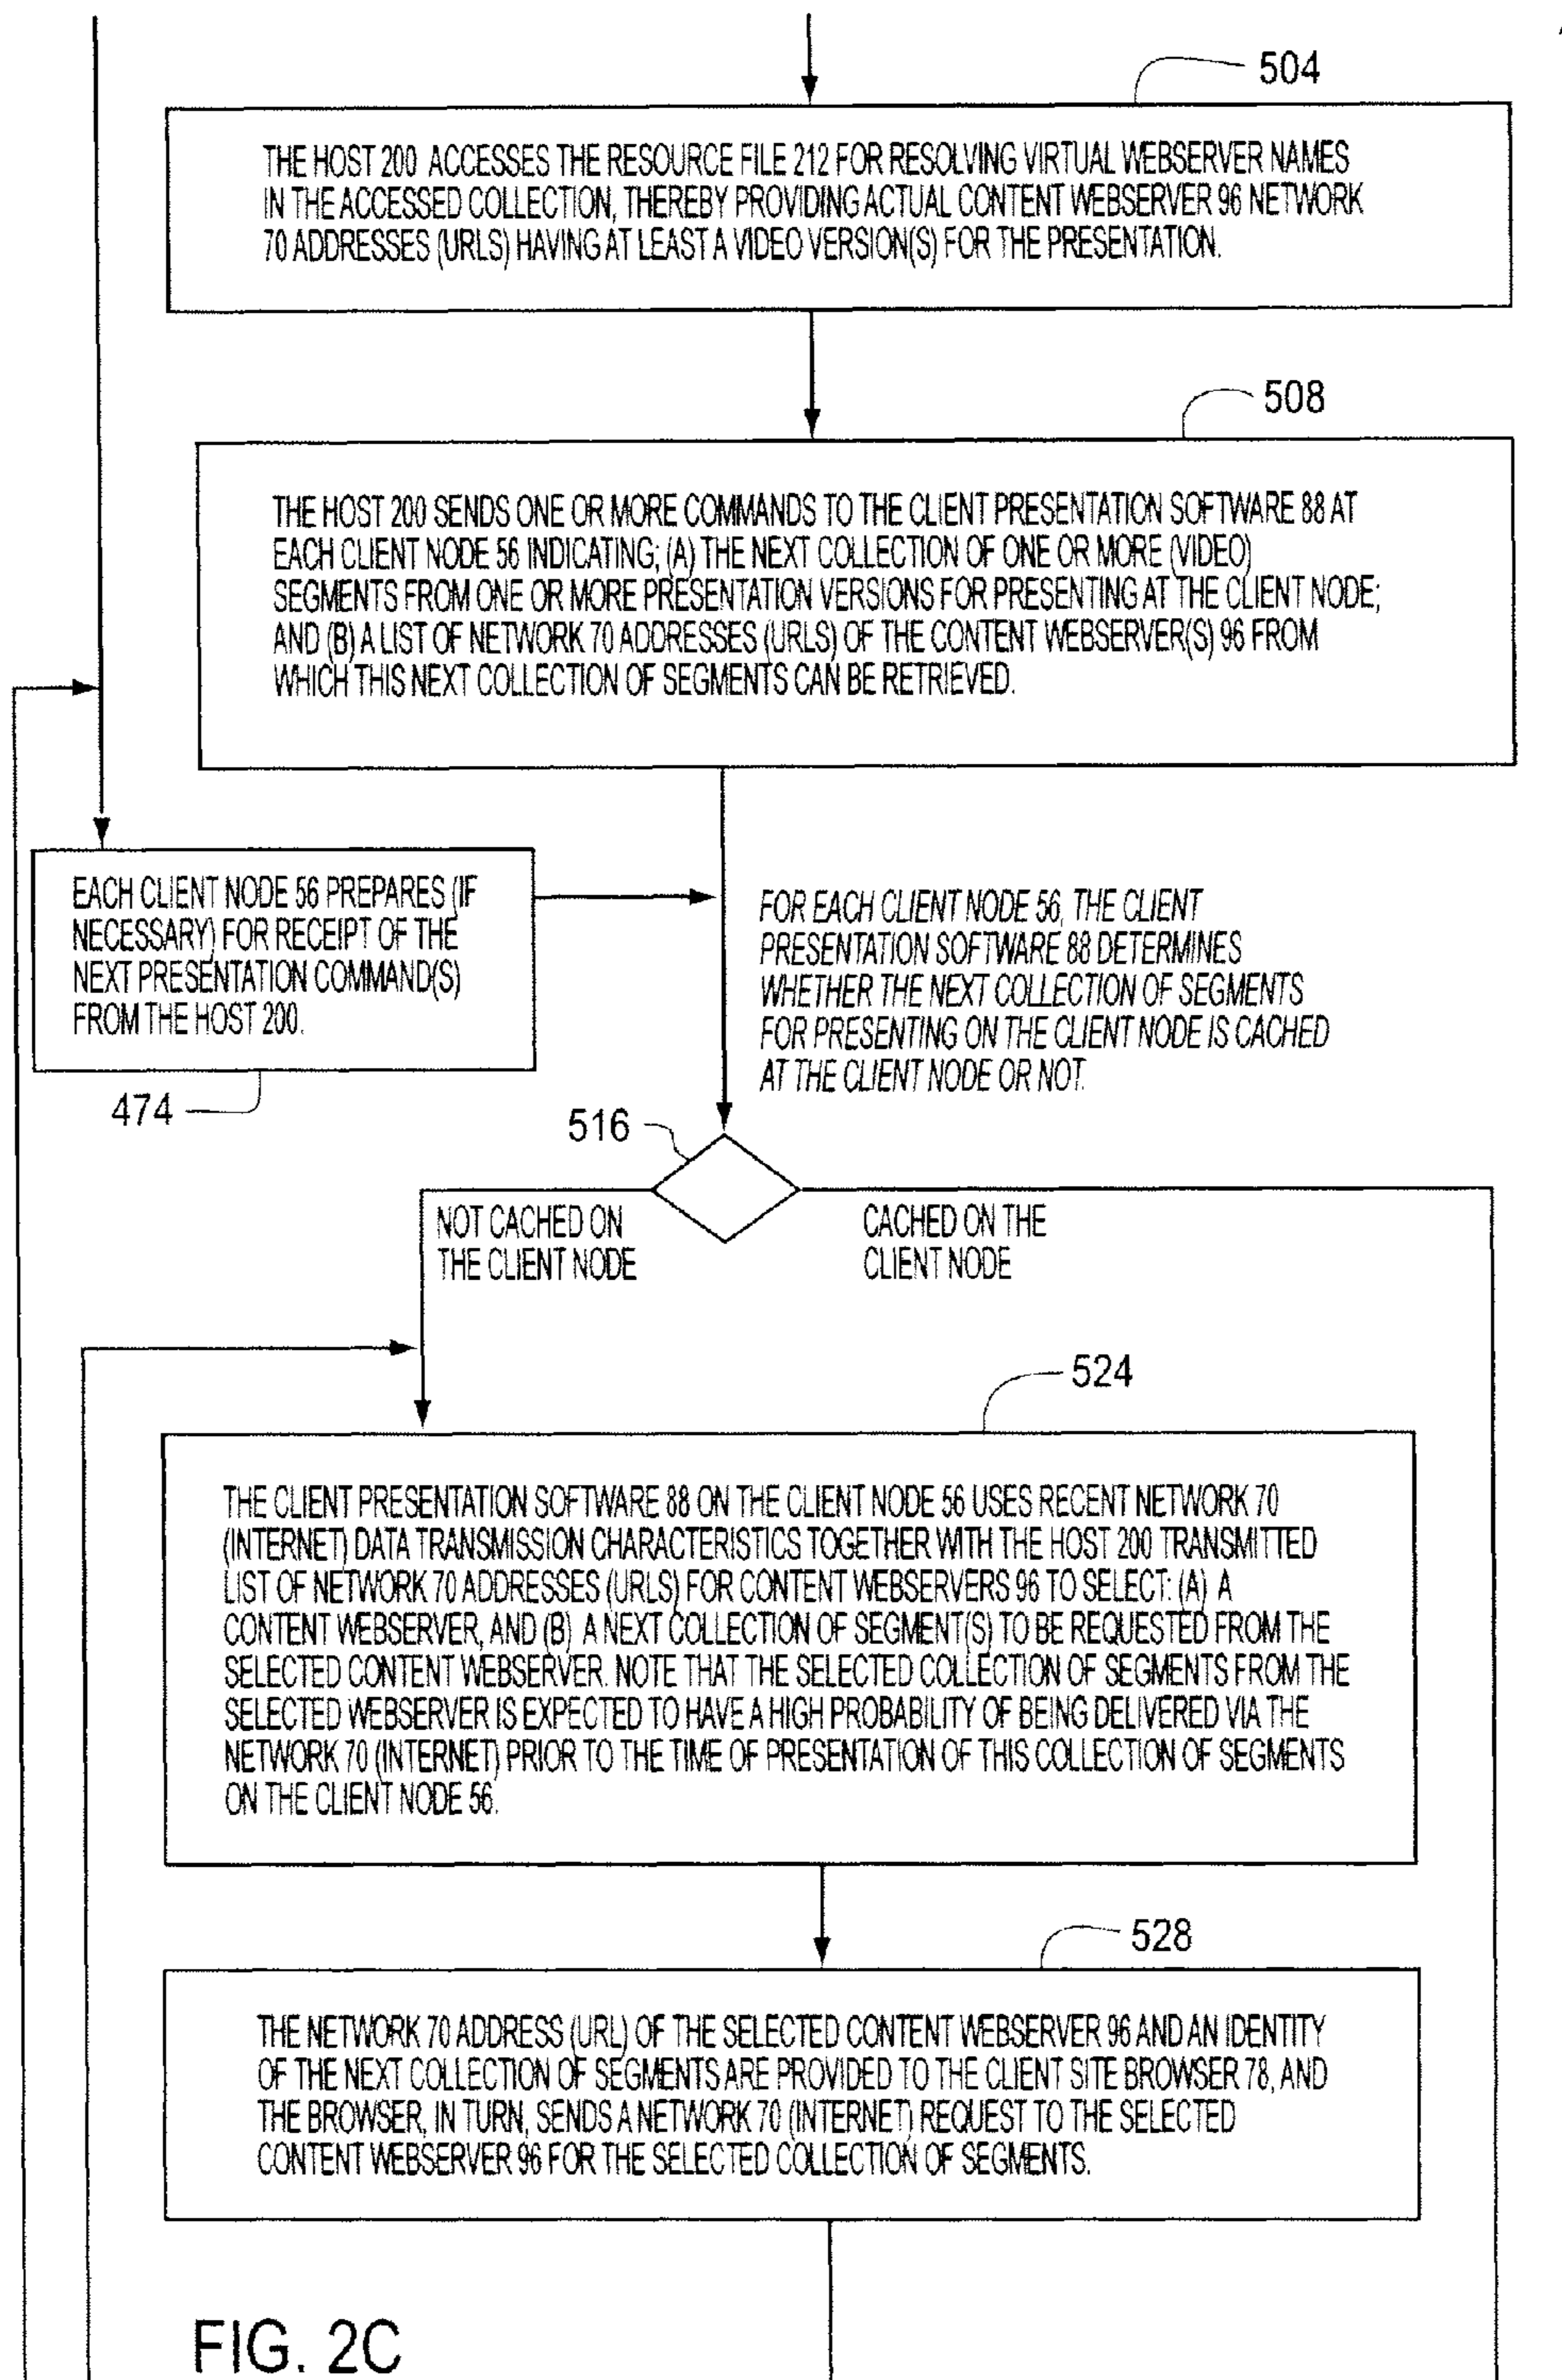 504
THE HOST 200 ACCESSES THE RESOURCE FILE 212 FOR RESOLVING VIRTUAL WEBSERVER NAMES
IN THE ACCESSED COLLECTION, THEREBY PROVIDING ACTUAL CONTENT WEBSERVER 96 NETWORK
70 ADDRESSES (URLS) HAVING AT LEAST A VIDEO VERSION(S) FOR THE PRESENTATION.
508
THE HOST 200 SENDS ONE OR MORE COMMANDS TO THE CLIENT PRESENTATION SOFTWARE 88 AT
EACH CLIENT NODE 56 INDICATING; (A) THE NEXT COLLECTION OF ONE OR MORE (VIDEO)
SEGMENTS FROM ONE OR MORE PRESENTATION VERSIONS FOR PRESENTING AT THE CLIENT NODE;
AND (B) A LIST OF NETWORK 70 ADDRESSES (URLS) OF THE CONTENT WEBSERVER(S) 96 FROM
WHICH THIS NEXT COLLECTION OF SEGMENTS CAN BE RETRIEVED.
EACH CLIENT NODE 56 PREPARES (IF
NECESSARY) FOR RECEIPT OF THE
NEXT PRESENTATION COMMAND(S)
FROM THE HOST 200.
474
FOR EACH CLIENT NODE 56, THE CLIENT
PRESENTATION SOFTWARE 88 DETERMINES
WHETHER THE NEXT COLLECTION OF SEGMENTS
FOR PRESENTING ON THE CLIENT NODE IS CACHED
AT THE CLIENT NODE OR NOT.
516
NOT CACHED ON
THE CLIENT NODE
CACHED ON THE
CLIENT NODE
524
THE CLIENT PRESENTATION SOFTWARE 88 ON THE CLIENT NODE 56 USES RECENT NETWORK 70
(INTERNET) DATA TRANSMISSION CHARACTERISTICS TOGETHER WITH THE HOST 200 TRANSMITTED
LIST OF NETWORK 70 ADDRESSES (URLS) FOR CONTENT WEBSERVERS 96 TO SELECT: (A) A
CONTENT WEBSERVER, AND (B) A NEXT COLLECTION OF SEGMENT(S) TO BE REQUESTED FROM THE
SELECTED CONTENT WEBSERVER. NOTE THAT THE SELECTED COLLECTION OF SEGMENTS FROM THE
SELECTED WEBSERVER IS EXPECTED TO HAVE A HIGH PROBABILITY OF BEING DELIVERED VIA THE
NETWORK 70 (INTERNET) PRIOR TO THE TIME OF PRESENTATION OF THIS COLLECTION OF SEGMENTS
ON THE CLIENT NODE 56.
528
THE NETWORK 70 ADDRESS (URL) OF THE SELECTED CONTENT WEBSERVER 96 AND AN IDENTITY
OF THE NEXT COLLECTION OF SEGMENTS ARE PROVIDED TO THE CLIENT SITE BROWSER 78, AND
THE BROWSER, IN TURN, SENDS A NETWORK 70 (INTERNET) REQUEST TO THE SELECTED
CONTENT WEBSERVER 96 FOR THE SELECTED COLLECTION OF SEGMENTS.
FIG. 2C